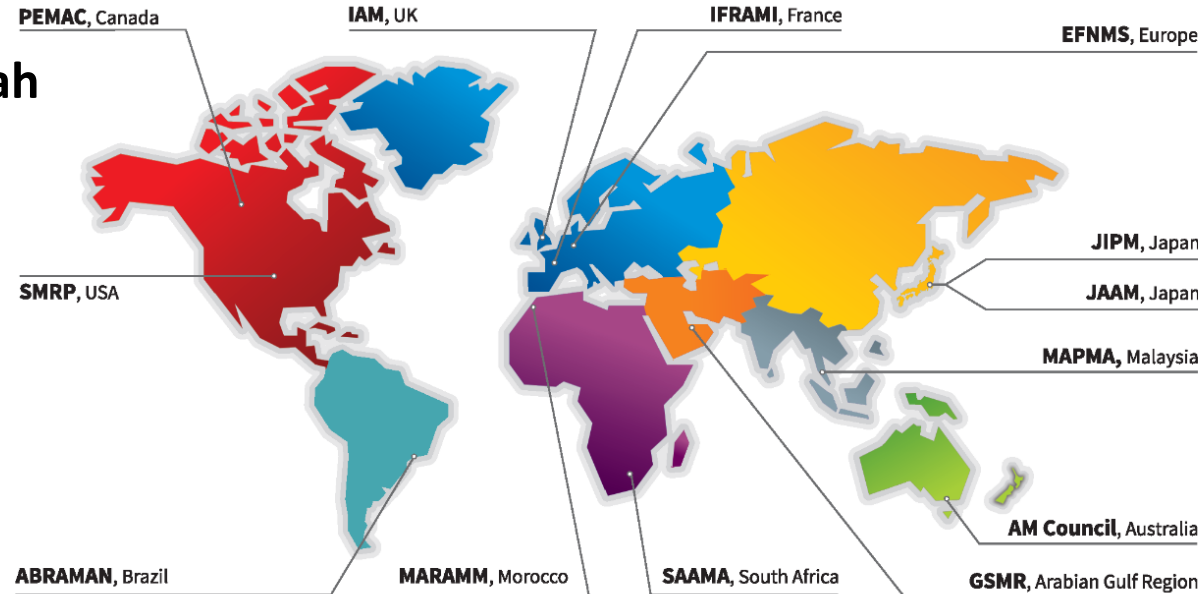 PEMAC, Canada
IAM, UK
IFRAMI, France
EFNMS, Europe
ah
JIPM, Japan
SMRP, USA
JAAM, Japan
MAPMA, Malaysia
AM Council, Australia
ABRAMAN, Brazil
MARAMM, Morocco
SAAMA, South Africa
GSMR, Arabian Gulf Region